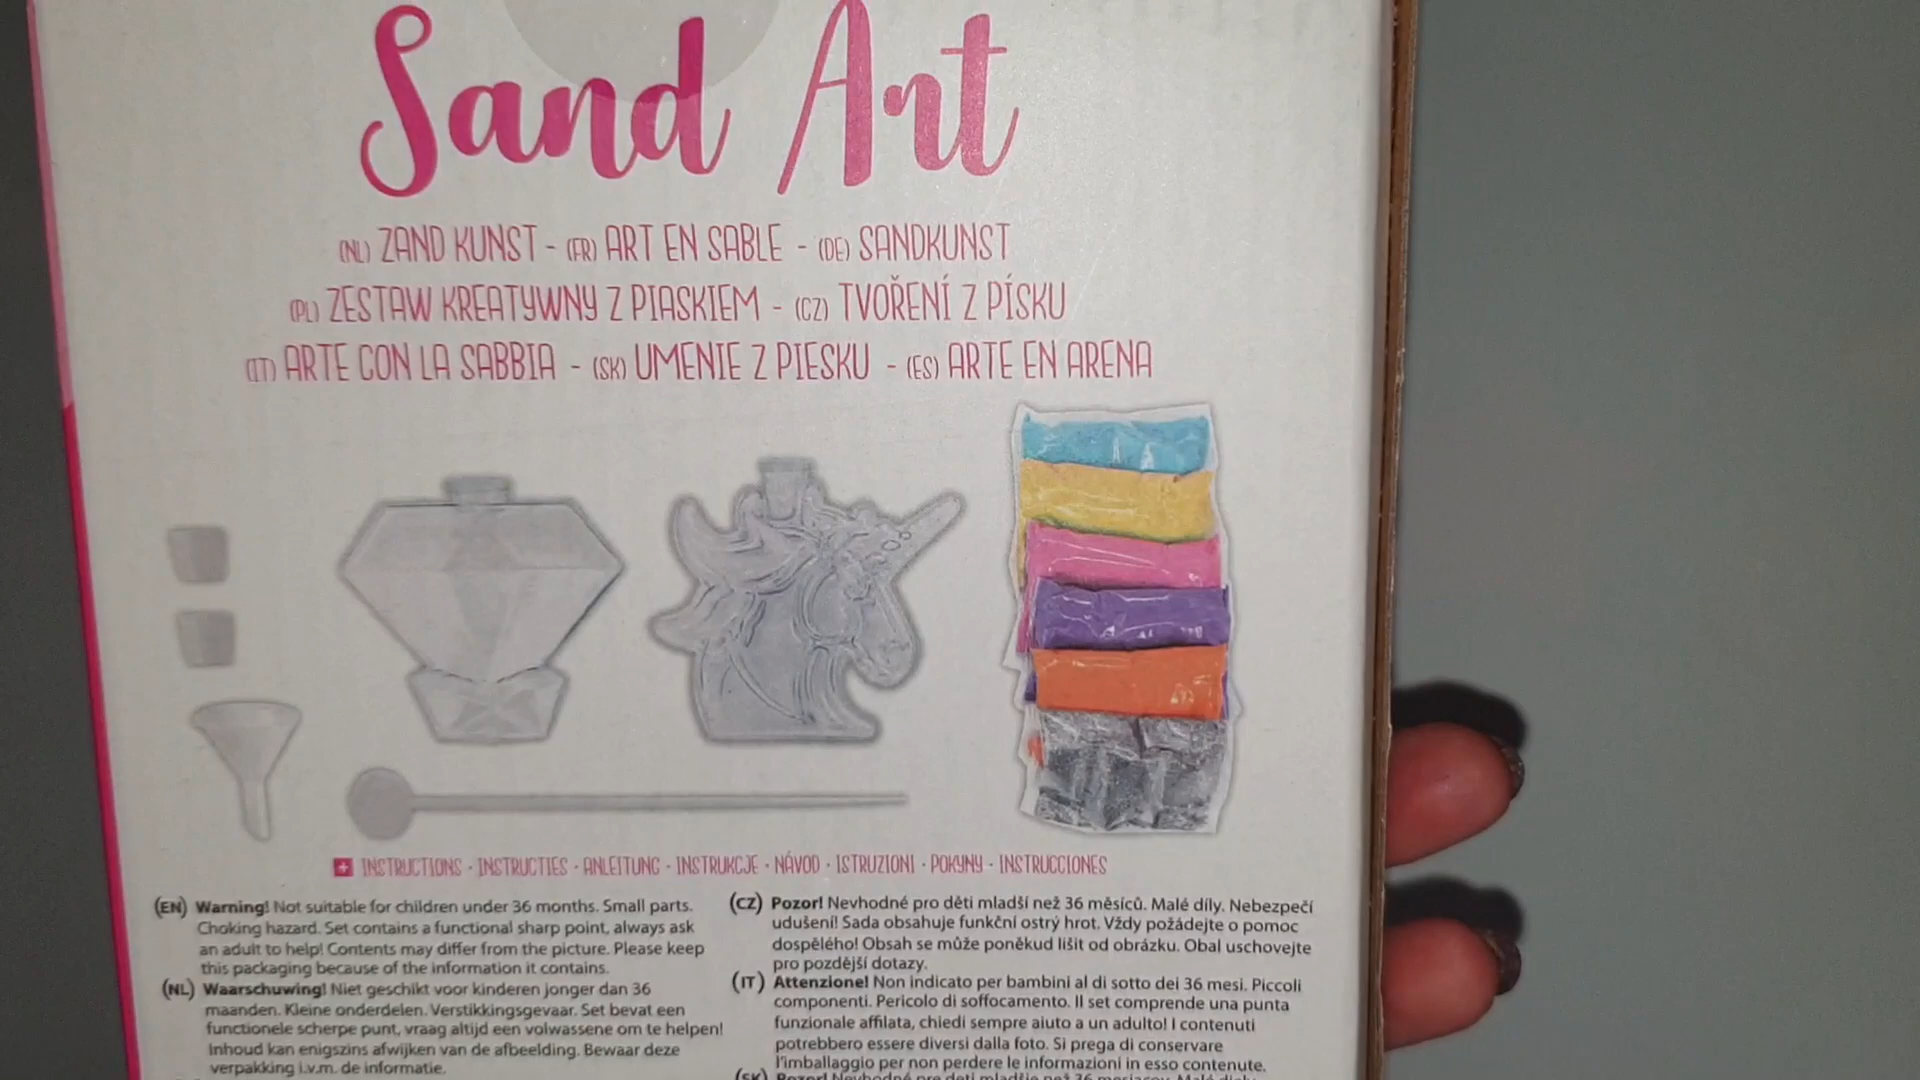 Sand Art
(NL) ZAND KUNST - (FR) ART EN SABLE - (DE) SANDKUNST
(PL) ZESTAW KREATYWNY Z PIASKIEM - (CZ) TVOŘENÍ Z PÍSKU
(IT) ARTE CON LA SABBIA - (SK) UMENIE Z PIESKU - (ES) ARTE EN ARENA
+ INSTRUCTIONS · INSTRUCTIES · ANLEITUNG · INSTRUKCJE · NÁVOD · ISTRUZIONI · POKYNY · INSTRUCCIONES
(EN) Warning! Not suitable for children under 36 months. Small parts.
Choking hazard. Set contains a functional sharp point, always ask
an adult to help! Contents may differ from the picture. Please keep
this packaging because of the information it contains.
(NL) Waarschuwing! Niet geschikt voor kinderen jonger dan 36
maanden. Kleine onderdelen. Verstikkingsgevaar. Set bevat een
functionele scherpe punt, vraag altijd een volwassene om te helpen!
Inhoud kan enigszins afwijken van de afbeelding. Bewaar deze
verpakking i.v.m. de informatie.
(CZ) Pozor! Nevhodné pro děti mladší než 36 měsíců. Malé díly. Nebezpečí
udušení! Sada obsahuje funkční ostrý hrot. Vždy požádejte o pomoc
dospělého! Obsah se může poněkud lišit od obrázku. Obal uschovejte
pro pozdější dotazy.
(IT) Attenzione! Non indicato per bambini al di sotto dei 36 mesi. Piccoli
componenti. Pericolo di soffocamento. Il set comprende una punta
funzionale affilata, chiedi sempre aiuto a un adulto! I contenuti
potrebbero essere diversi dalla foto. Si prega di conservare
l'imballaggio per non perdere le informazioni in esso contenute.
(SK) Pozor! Nevhodné pre deti mladšie než 36 mesiacov. Malé